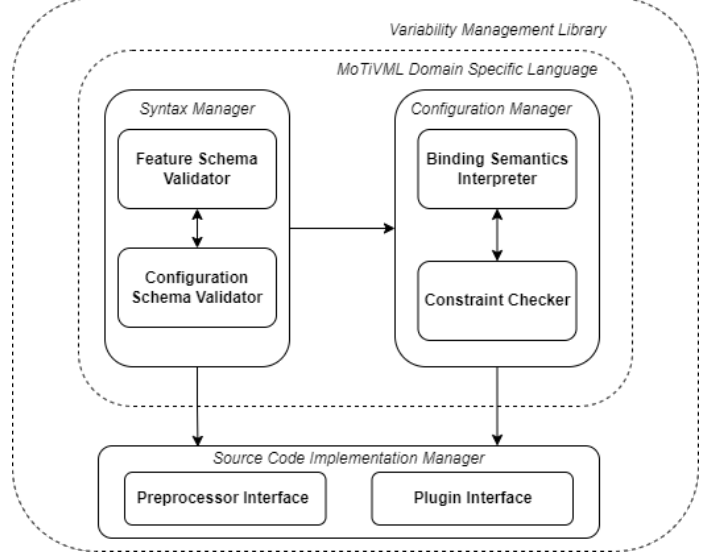 Variability Management Library
MoTiVML Domain Specific Language
Syntax Manager
Feature Schema
Validator
Configuration
Schema Validator
Configuration Manager
Binding Semantics
Interpreter
Constraint Checker
Source Code Implementation Manager
Preprocessor Interface
Plugin Interface